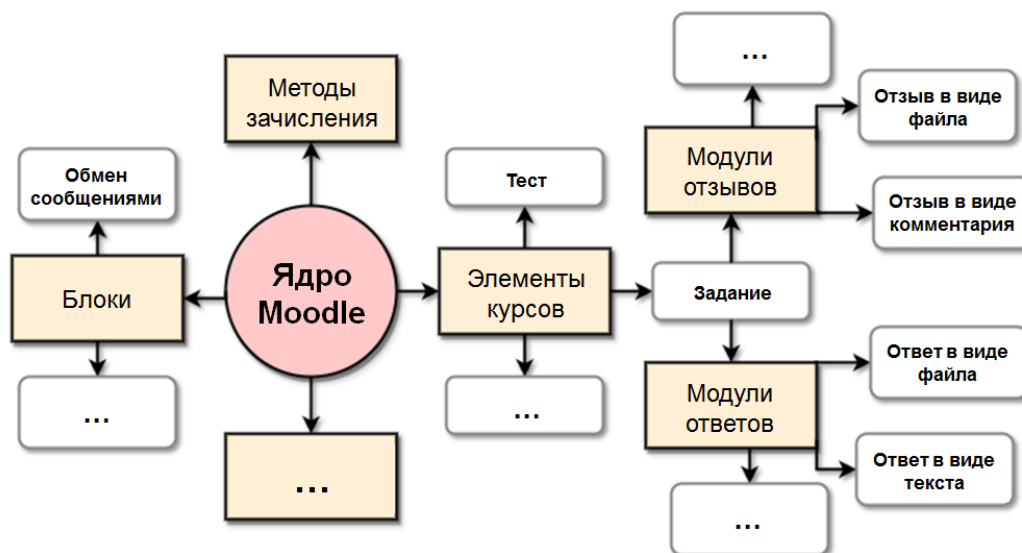 ...
Методы
зачисления
Отзыв в виде
файла
Обмен
сообщениями
Тест
Модули
отзывов
Отзыв в виде
комментария
Блоки
Ядро
Moodle
Элементы
курсов
Задание
Ответ в виде
файла
...
...
Модули
ответов
...
Ответ в виде
текста
...